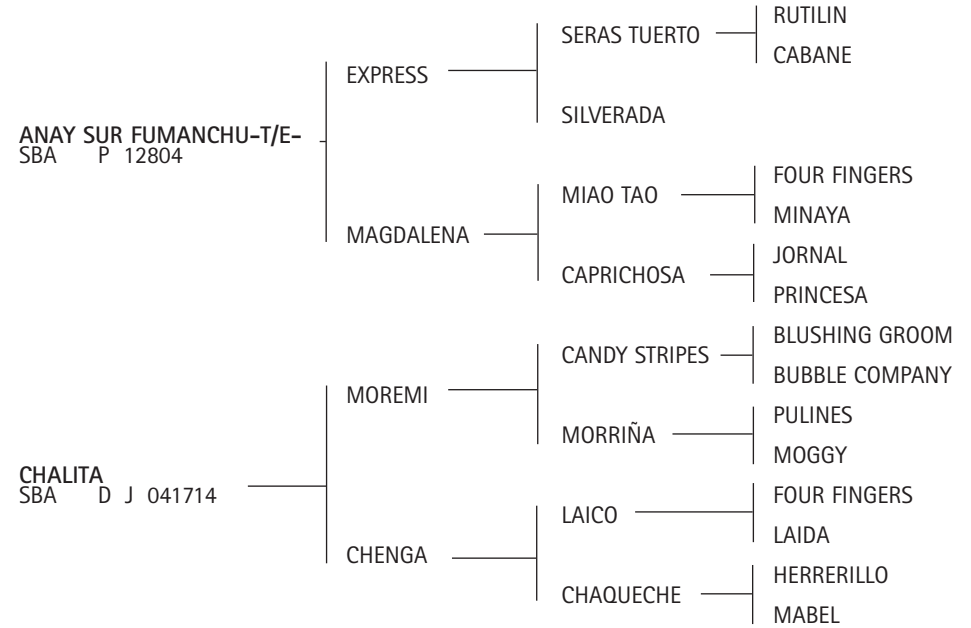 RUTILIN
SERAS TUERTO
CABANE
EXPRESS
SILVERADA
ANAY SUR FUMANCHU-T/E-
SBA P 12804
FOUR FINGERS
MIAO TAO
MINAYA
MAGDALENA
JORNAL
CAPRICHOSA
PRINCESA
BLUSHING GROOM
CANDY STRIPES
BUBBLE COMPANY
MOREMI
PULINES
MORRIÑA
MOGGY
CHALITA
SBA D J 041714
FOUR FINGERS
LAICO
LAIDA
CHENGA
HERRERILLO
CHAQUECHE
MABEL